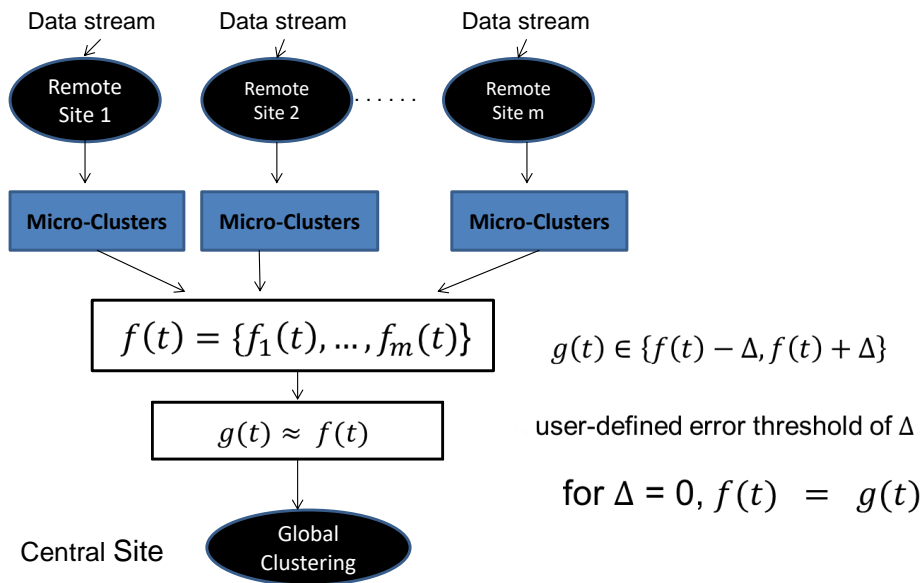 Data stream
Data stream
Data stream
Remote
Site 1
Remote
Site 2
. . . . . .
Remote
Site m
Micro-Clusters
Micro-Clusters
Micro-Clusters
f(t) = {f₁(t), …, fₘ(t)}
g(t) ∈ {f(t) − Δ, f(t) + Δ}
g(t) ≈ f(t)
user-defined error threshold of Δ
for Δ = 0, f(t) = g(t)
Global
Clustering
Central Site